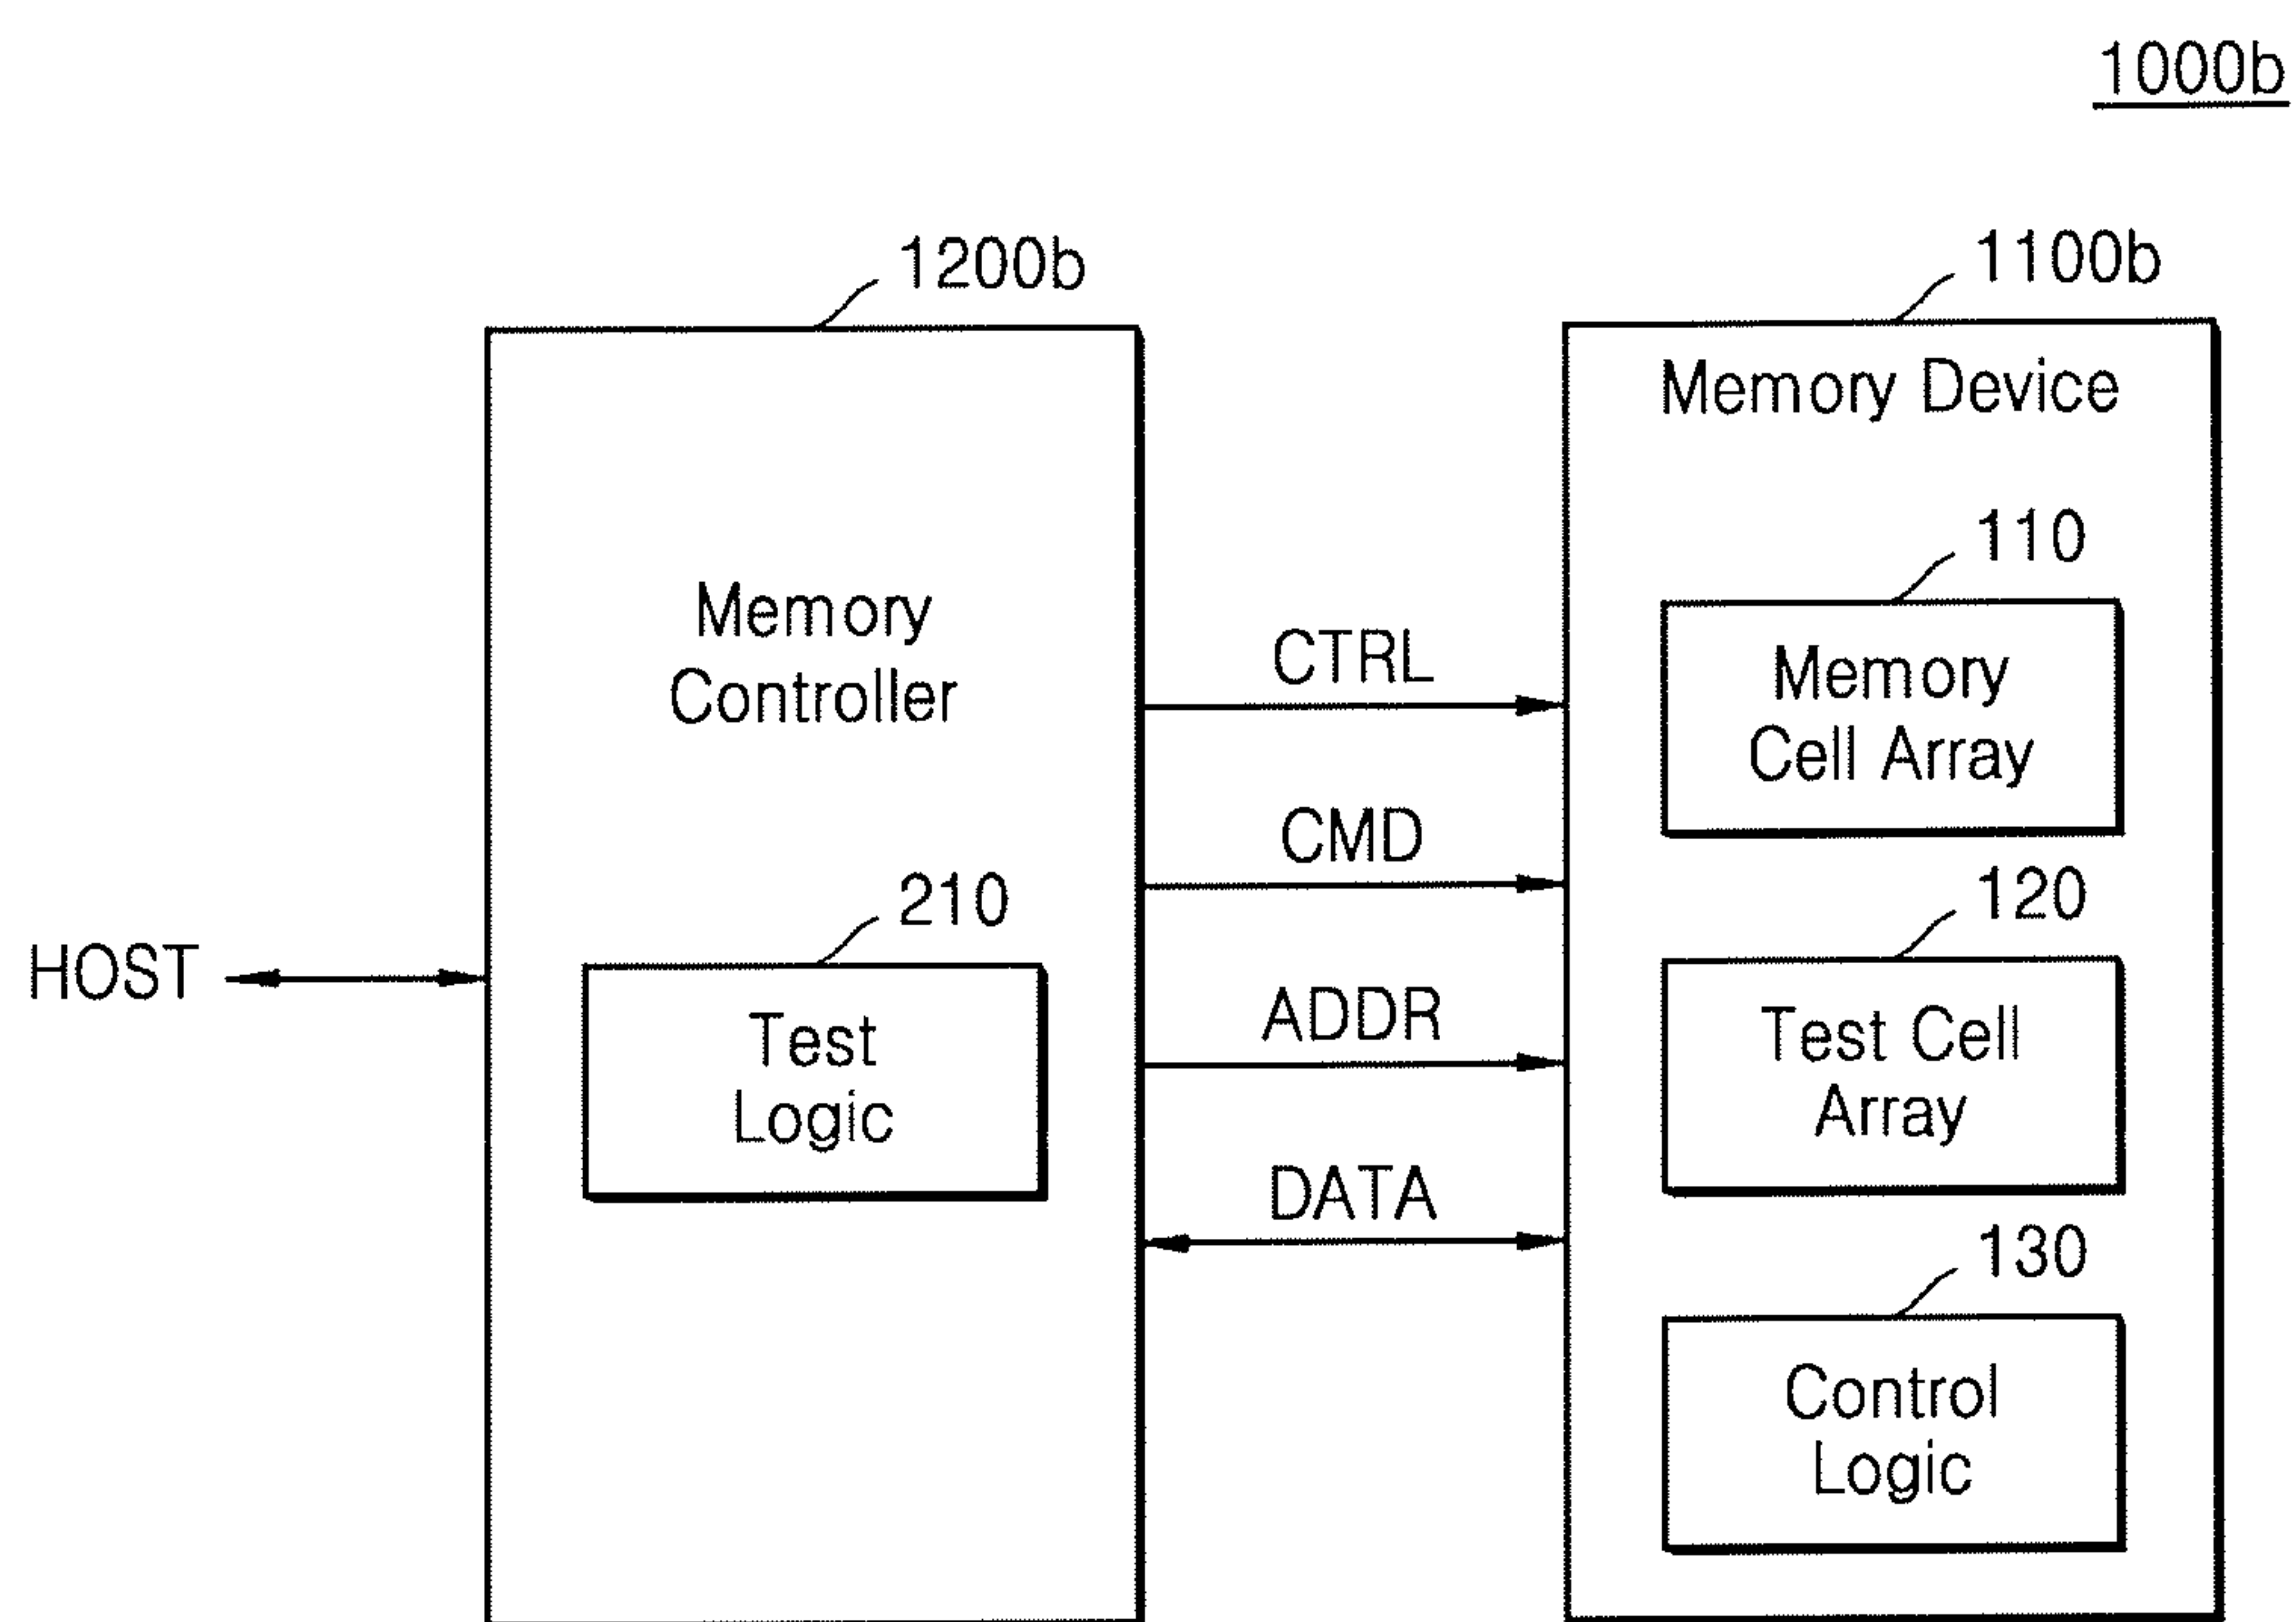 1000b
1200b
1100b
Memory Device
Memory
Controller
210
Test
Logic
HOST
CTRL
CMD
ADDR
DATA
110
Memory
Cell Array
120
Test Cell
Array
130
Control
Logic